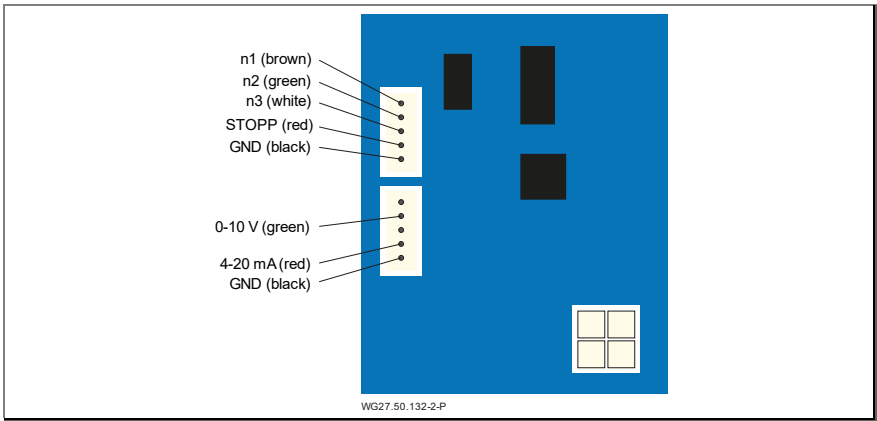 n1 (brown)
n2 (green)
n3 (white)
STOPP (red)
GND (black)
0-10 V (green)
4-20 mA (red)
GND (black)
WG27.50.132-2-P